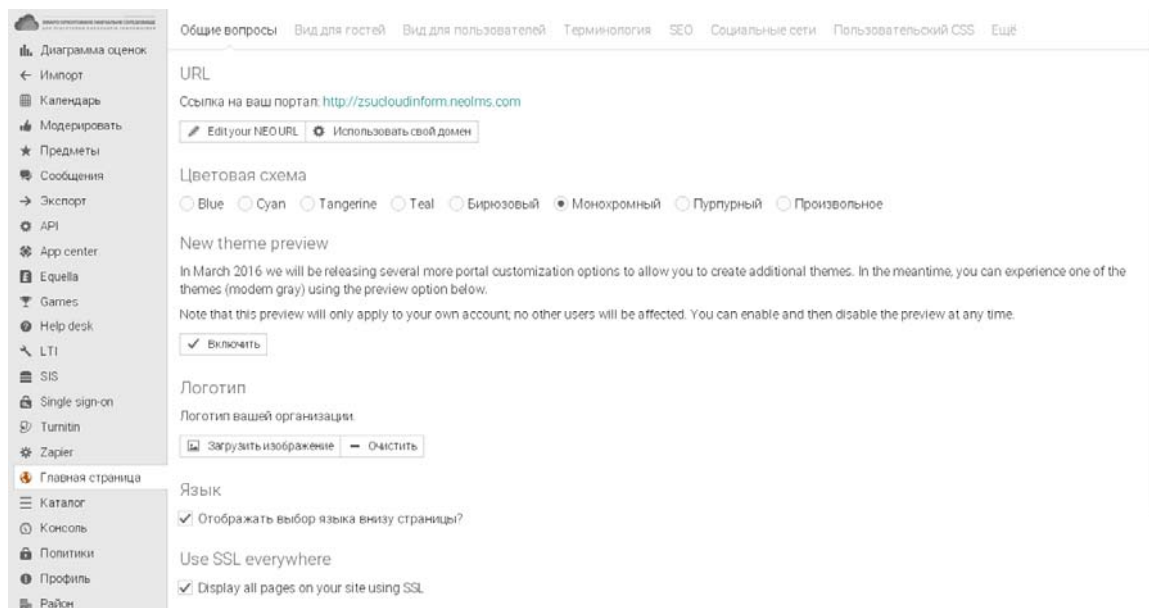 Общие вопросы Вид для гостей Вид для пользователей Терминология SEO Социальные сети Пользовательский CSS Ещё
Диаграмма оценок
Импорт
Календарь
Модерировать
Предметы
Сообщения
Экспорт
API
App center
Equella
Games
Help desk
LTI
SIS
Single sign-on
Turnitin
Zapier
Главная страница
Каталог
Консоль
Политики
Профиль
Район
URL
Ссылка на ваш портал: http://zsucloudinform.neolms.com
Edit your NEO URL Использовать свой домен
Цветовая схема
Blue Cyan Tangerine Teal Бирюзовый Монохромный Пурпурный Произвольное
New theme preview
In March 2016 we will be releasing several more portal customization options to allow you to create additional themes. In the meantime, you can experience one of the
themes (modern gray) using the preview option below.
Note that this preview will only apply to your own account; no other users will be affected. You can enable and then disable the preview at any time.
Включить
Логотип
Логотип вашей организации.
Загрузить изображение Очистить
Язык
Отображать выбор языка внизу страницы?
Use SSL everywhere
Display all pages on your site using SSL